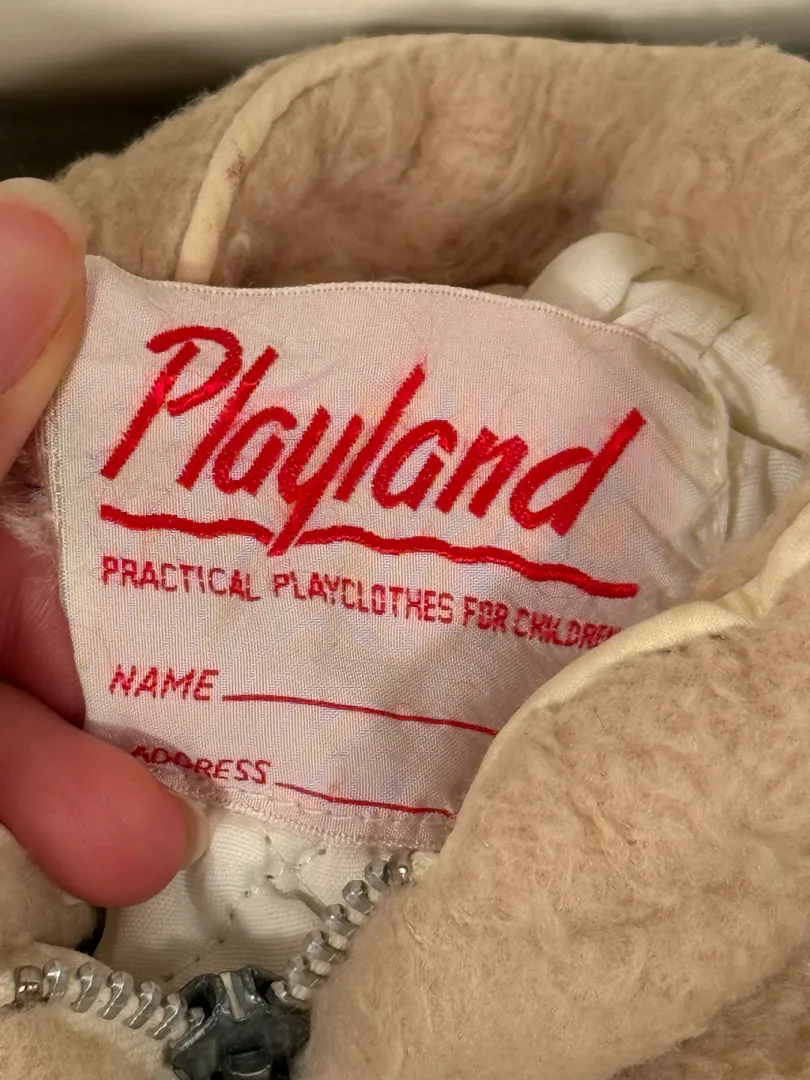 Playland
PRACTICAL PLAYCLOTHES FOR CHILDREN
NAME
ADDRESS